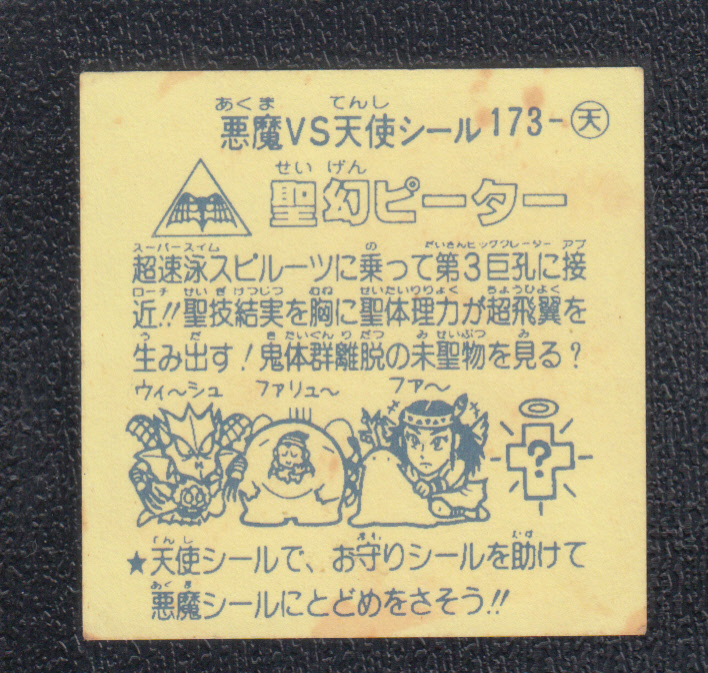 あくま てんし
悪魔VS天使シール 173-天
せい げん
聖幻ピーター
スーパースイム の だいさんビッククレーター アプ
超速泳スピルーツに乗って第3巨孔に接
ローチ せい ぎ けつじつ むね せいたいりりょく ちょうひよく
近!!聖技結実を胸に聖体理力が超飛翼を
う だ きたいぐん りだつ み せいぶつ み
生み出す!鬼体群離脱の未聖物を見る?
ウィ〜シュ ファリュ〜 ファ〜
?
てんし まも たす
★天使シールで、お守りシールを助けて
あく ま
悪魔シールにとどめをさそう!!